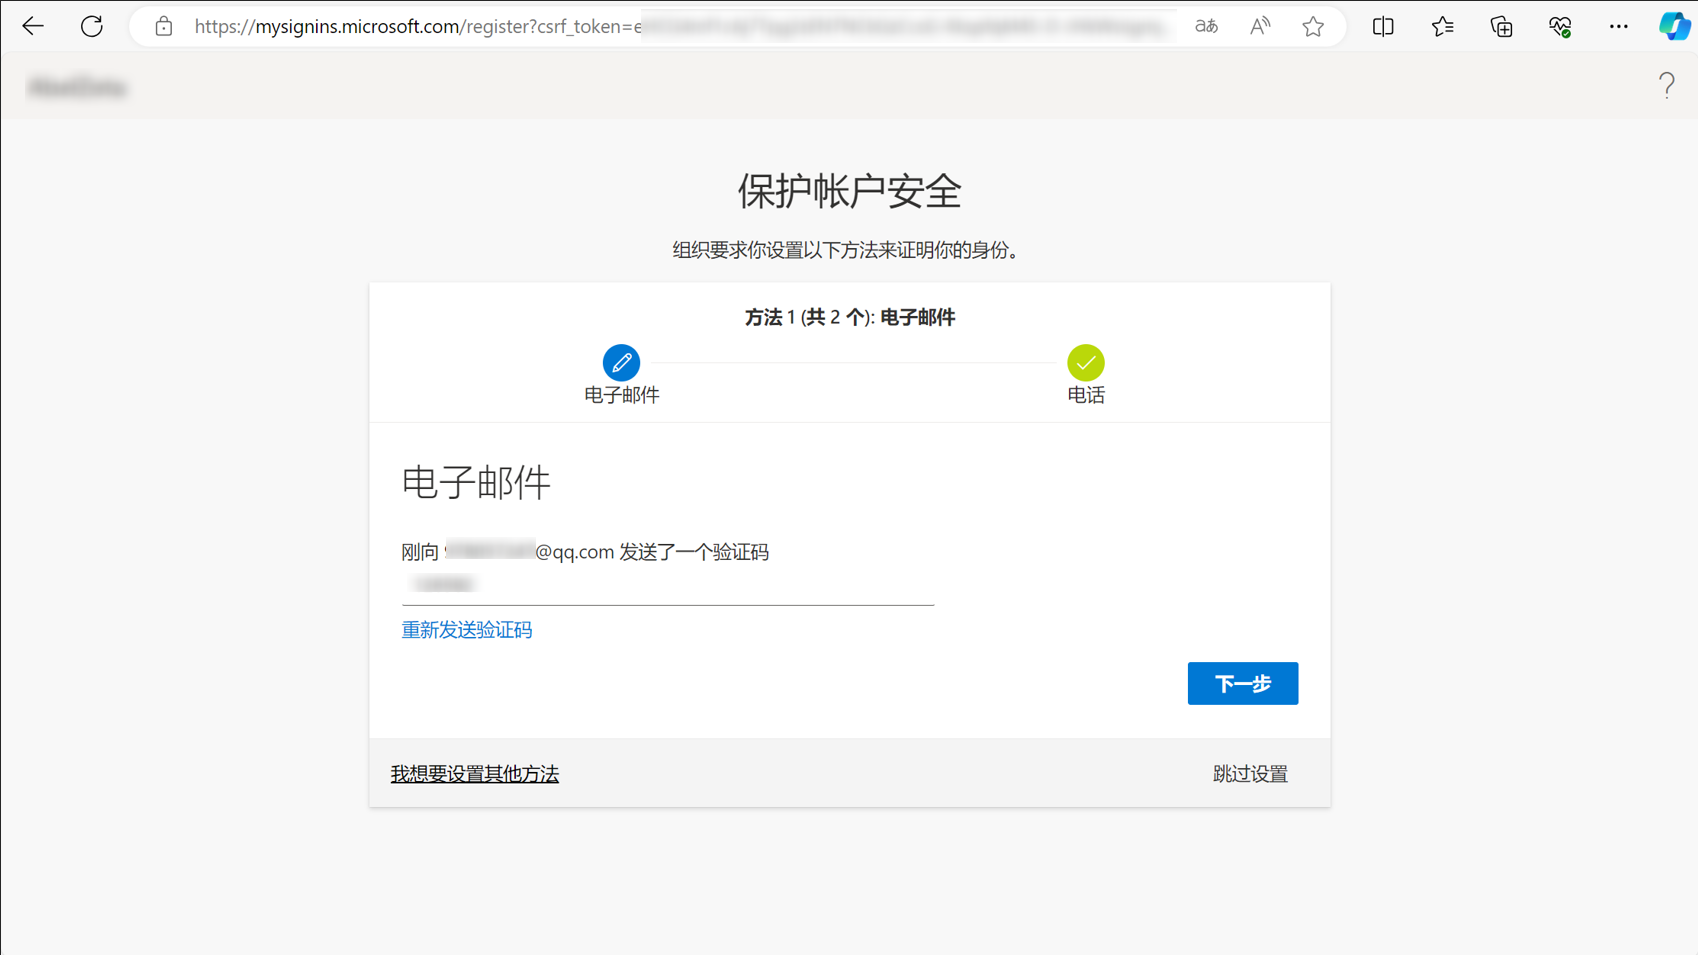 https://mysignins.microsoft.com/register?csrf_token=e
aあ
A
?
保护帐户安全
组织要求你设置以下方法来证明你的身份。
方法 1 (共 2 个): 电子邮件
电子邮件
电话
电子邮件
刚向 @qq.com 发送了一个验证码
重新发送验证码
下一步
我想要设置其他方法
跳过设置